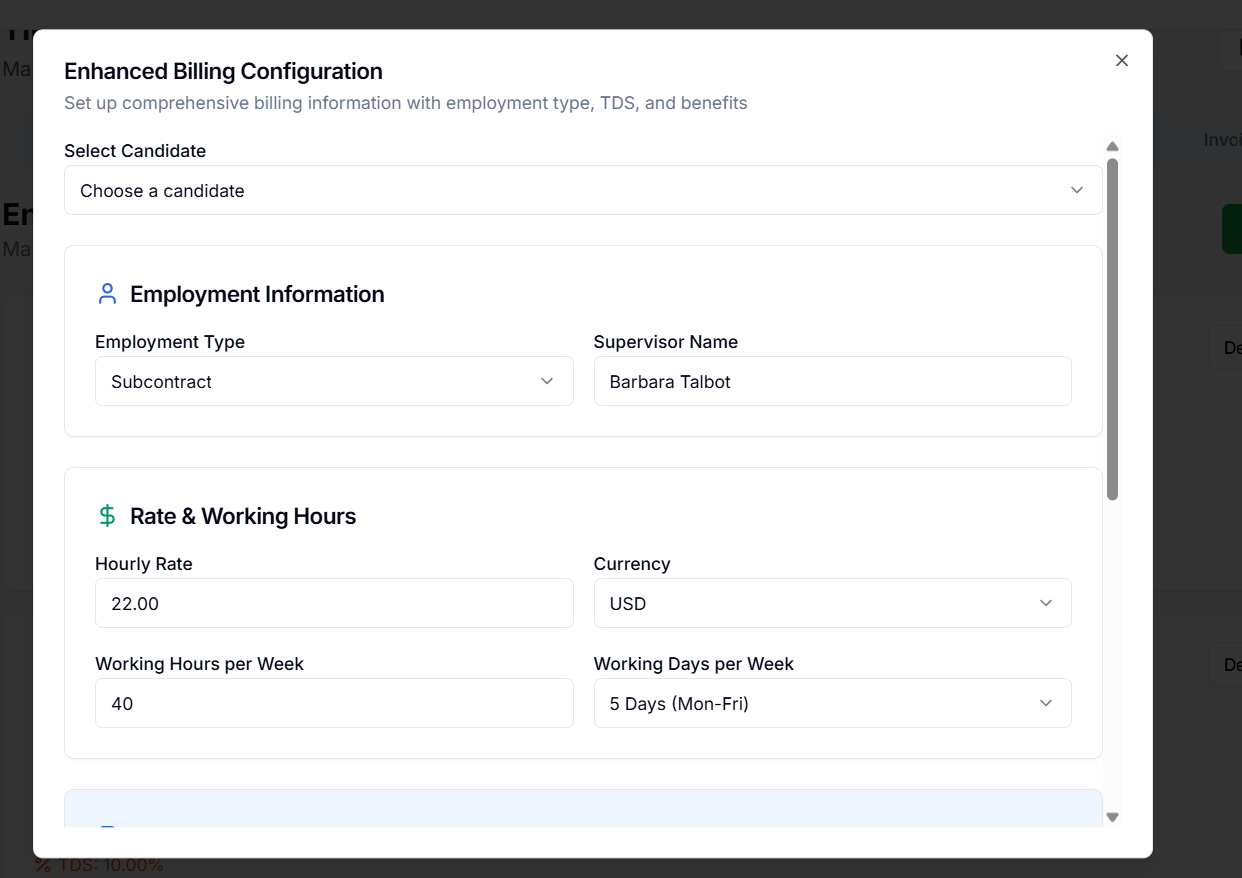 Enhanced Billing Configuration
Set up comprehensive billing information with employment type, TDS, and benefits
Select Candidate
Choose a candidate
Employment Information
Employment Type
Supervisor Name
Subcontract
Barbara Talbot
$ Rate & Working Hours
Hourly Rate
Currency
22.00
USD
Working Hours per Week
Working Days per Week
40
5 Days (Mon-Fri)
% TDS: 10.00%